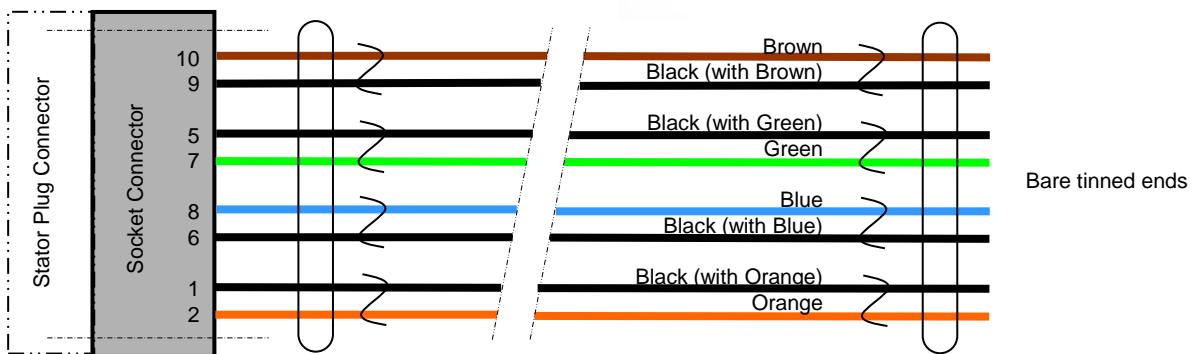 Stator Plug Connector
Socket Connector
10
9
5
7
8
6
1
2
Brown
Black (with Brown)
Black (with Green)
Green
Blue
Black (with Blue)
Black (with Orange)
Orange
Bare tinned ends